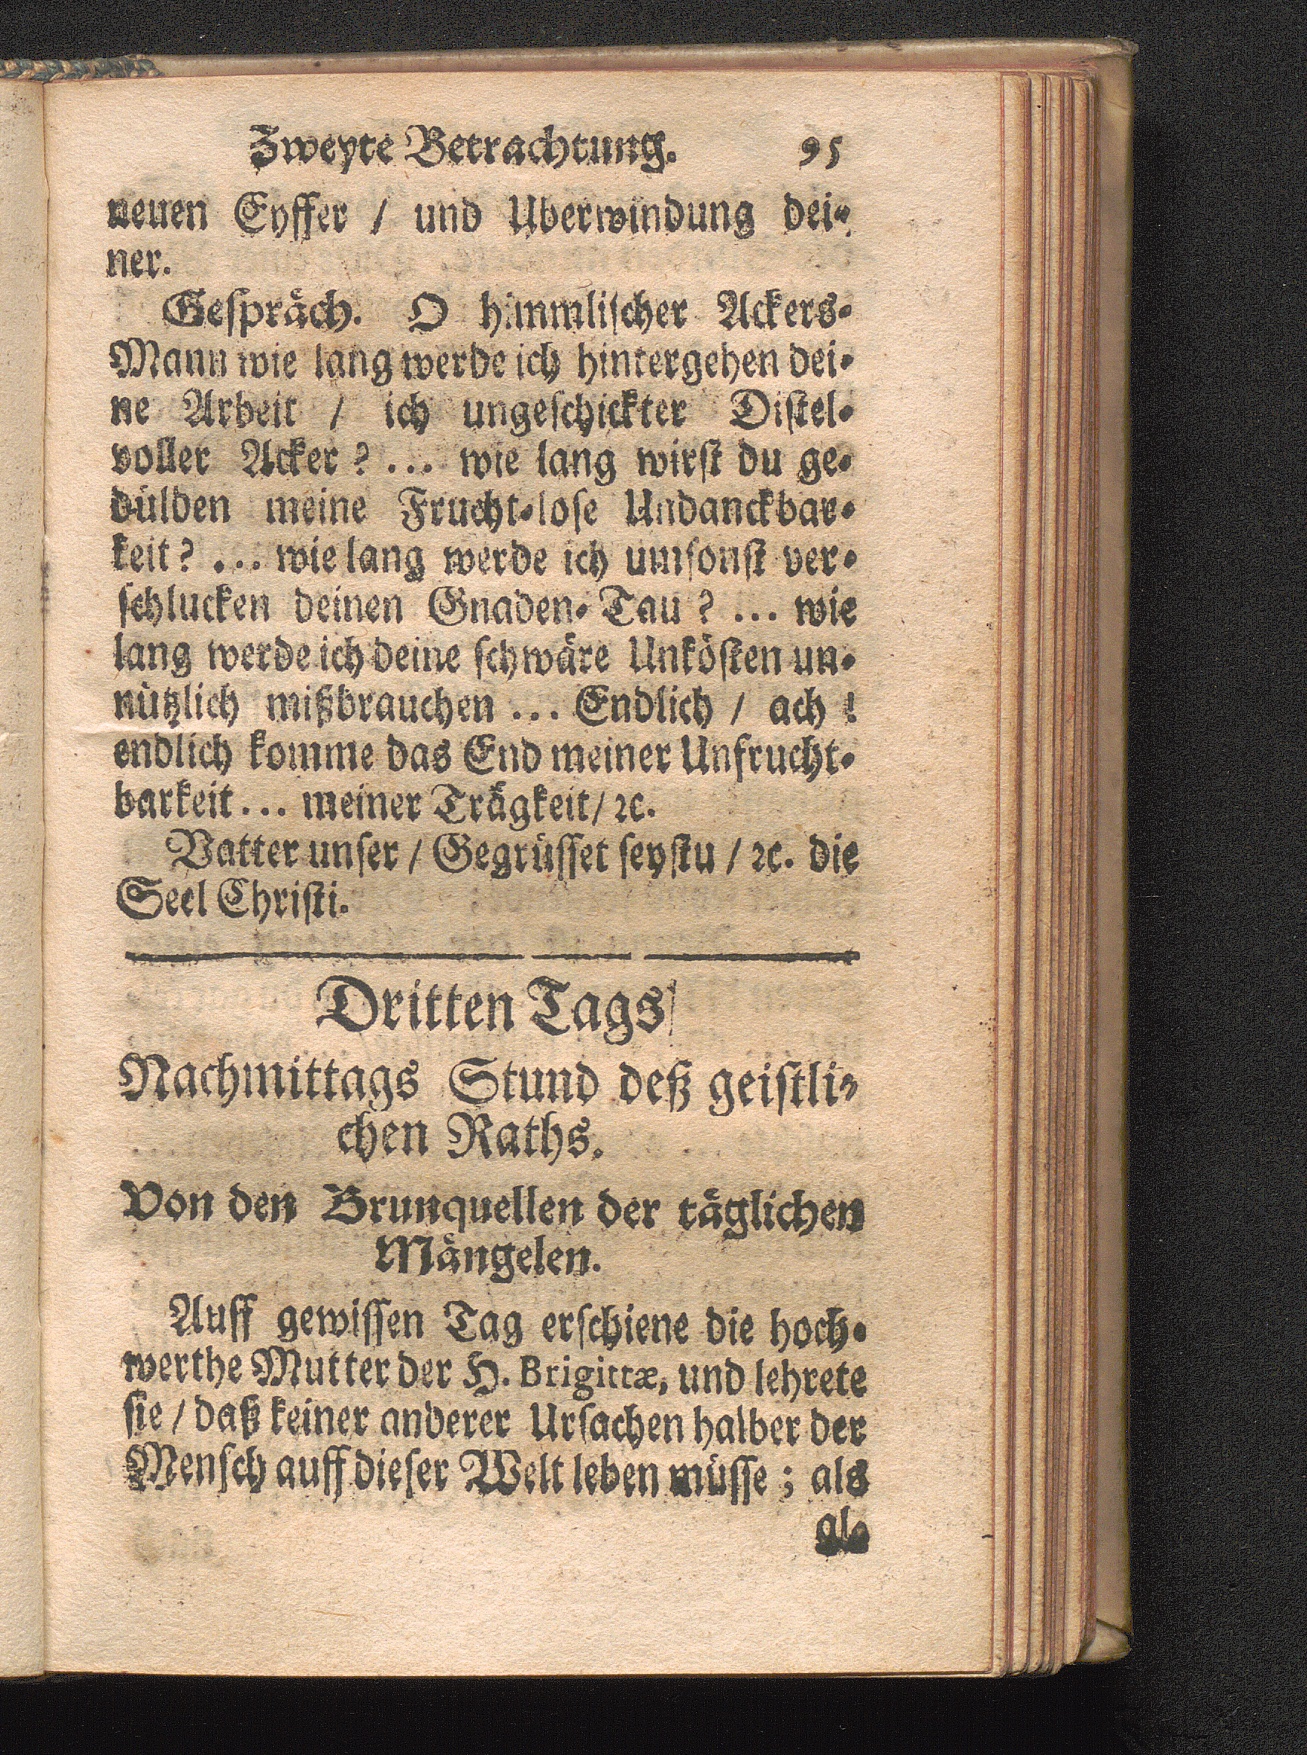 Zweyte Betrachtung. 95
neuen Eyffer / und Uberwindung dei-
ner.
Gespräch. O himmlischer Ackers-
Mann wie lang werde ich hintergehen dei-
ne Arbeit / ich ungeschickter Distel-
voller Acker? ... wie lang wirst du ge-
dülden meine Frucht-lose Undanckbar-
keit? ... wie lang werde ich umsonst ver-
schlucken deinen Gnaden-Tau? ... wie
lang werde ich deine schwäre Unkösten un-
nützlich mißbrauchen ... Endlich / ach!
endlich komme das End meiner Unfrucht-
barkeit... meiner Trägkeit/ ꝛc.
Vatter unser / Gegrüsset seystu / ꝛc. die
Seel Christi.
Dritten Tags
Nachmittags Stund deß geistli-
chen Raths.
Von den Brunquellen der täglichen
Mängelen.
Auff gewissen Tag erschiene die hoch-
werthe Mutter der H. Brigittæ, und lehrete
sie / daß keiner anderer Ursachen halber der
Mensch auff dieser Welt leben müsse; als
al-